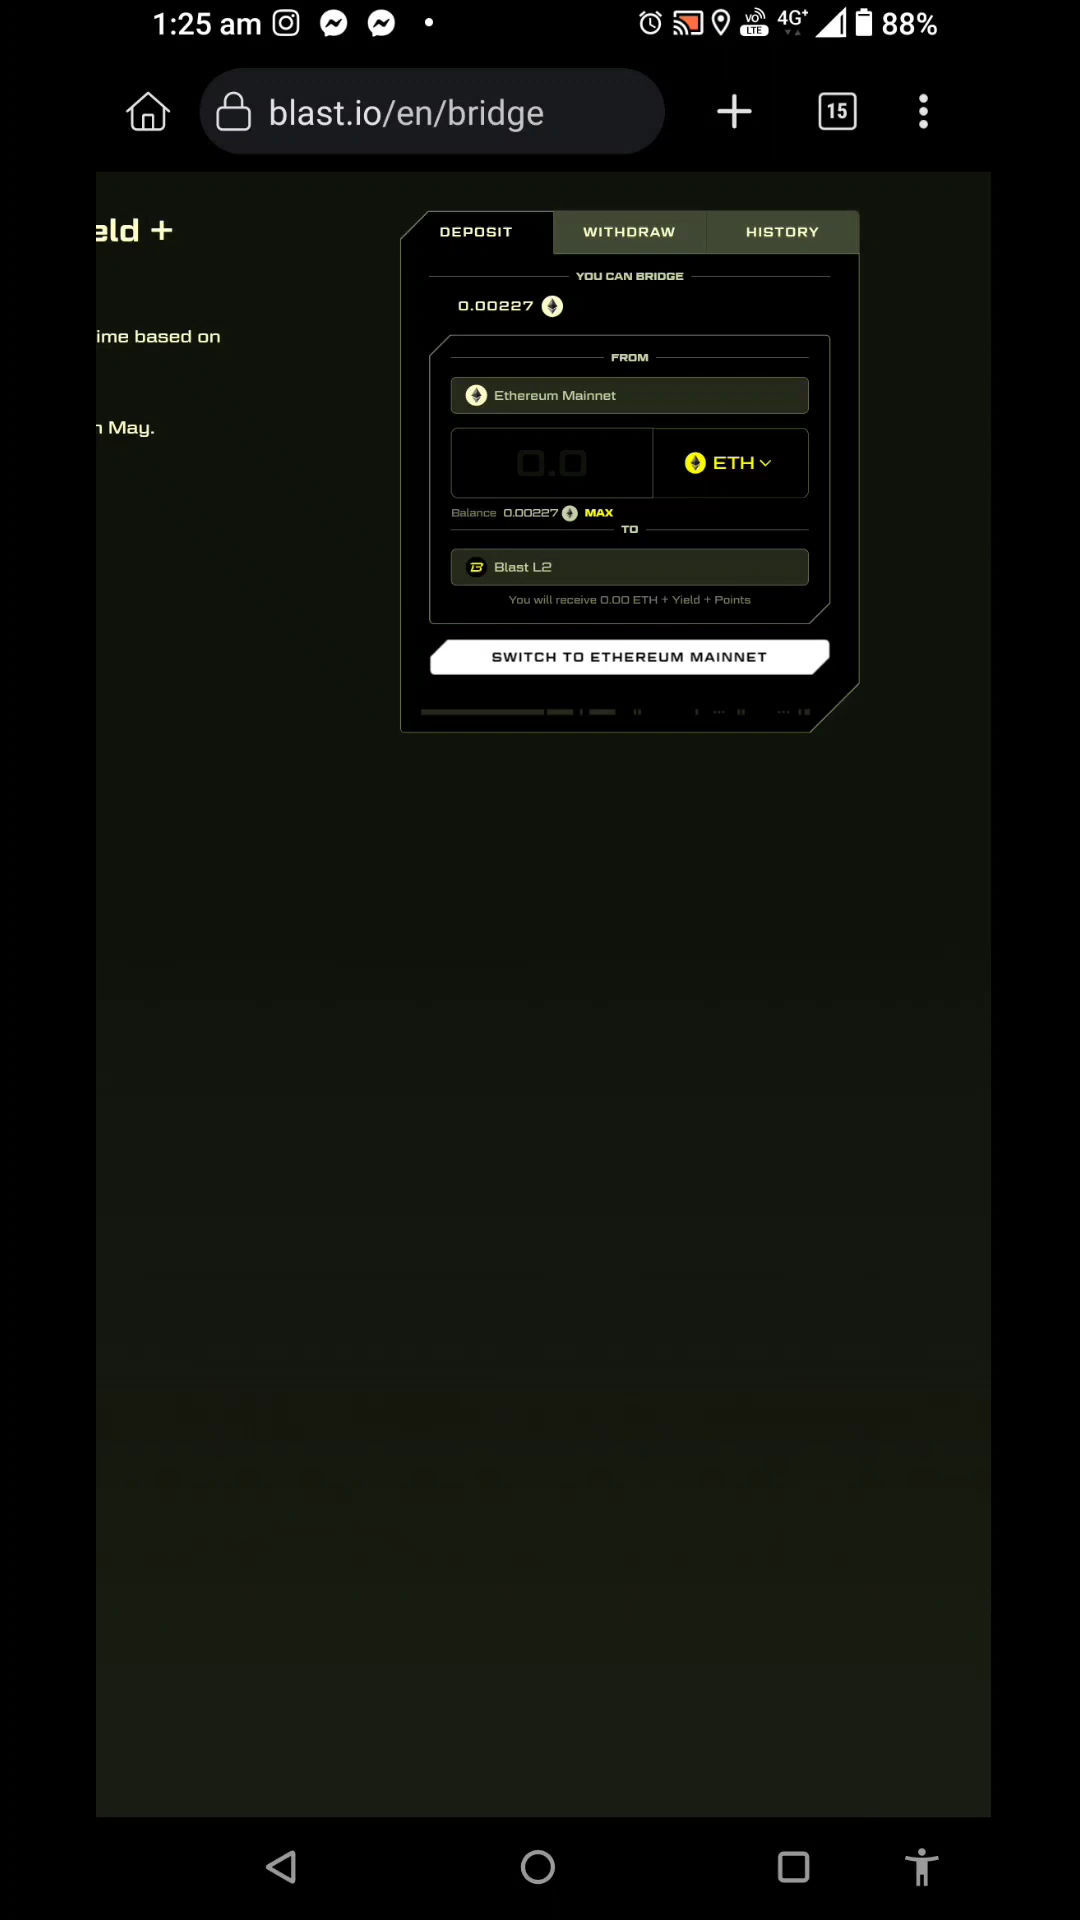 1:25 am 4G+ 88%
VO LTE
blast.io/en/bridge 15
eld +
ime based on
n May.
DEPOSIT WITHDRAW HISTORY
YOU CAN BRIDGE
0.00227
FROM
Ethereum Mainnet
0.0 ETH
Balance 0.00227 MAX
TO
B Blast L2
You will receive 0.00 ETH + Yield + Points
SWITCH TO ETHEREUM MAINNET